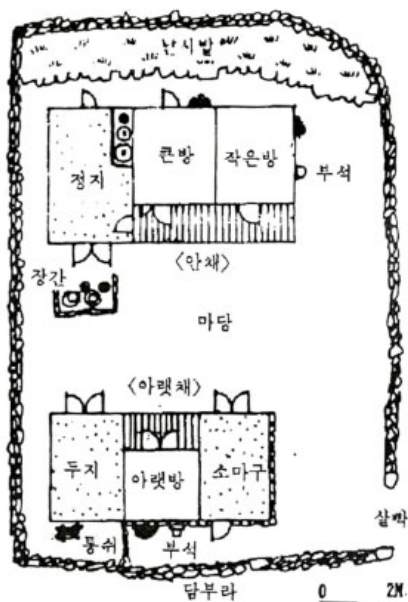 난시밭
정지
큰방
작은방
부석
장간
<안채>
마당
<아랫채>
두지
아랫방
소마구
살빡
통쉬
부석
담부라
0 2M.